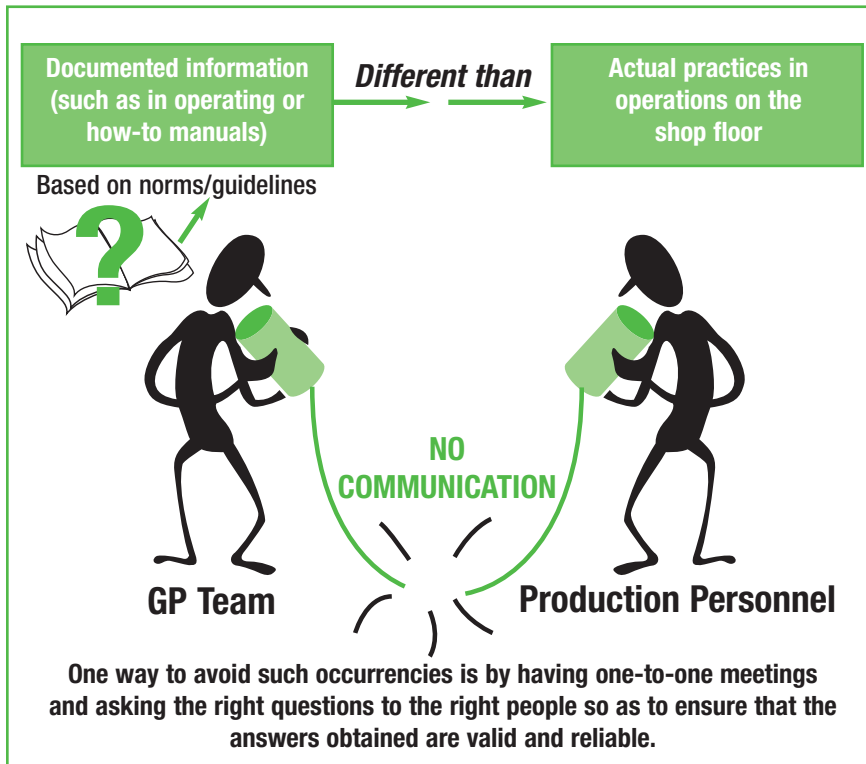 Documented information
(such as in operating or
how-to manuals)
Different than
Actual practices in
operations on the
shop floor
Based on norms/guidelines
?
NO
COMMUNICATION
GP Team
Production Personnel
One way to avoid such occurrencies is by having one-to-one meetings
and asking the right questions to the right people so as to ensure that the
answers obtained are valid and reliable.